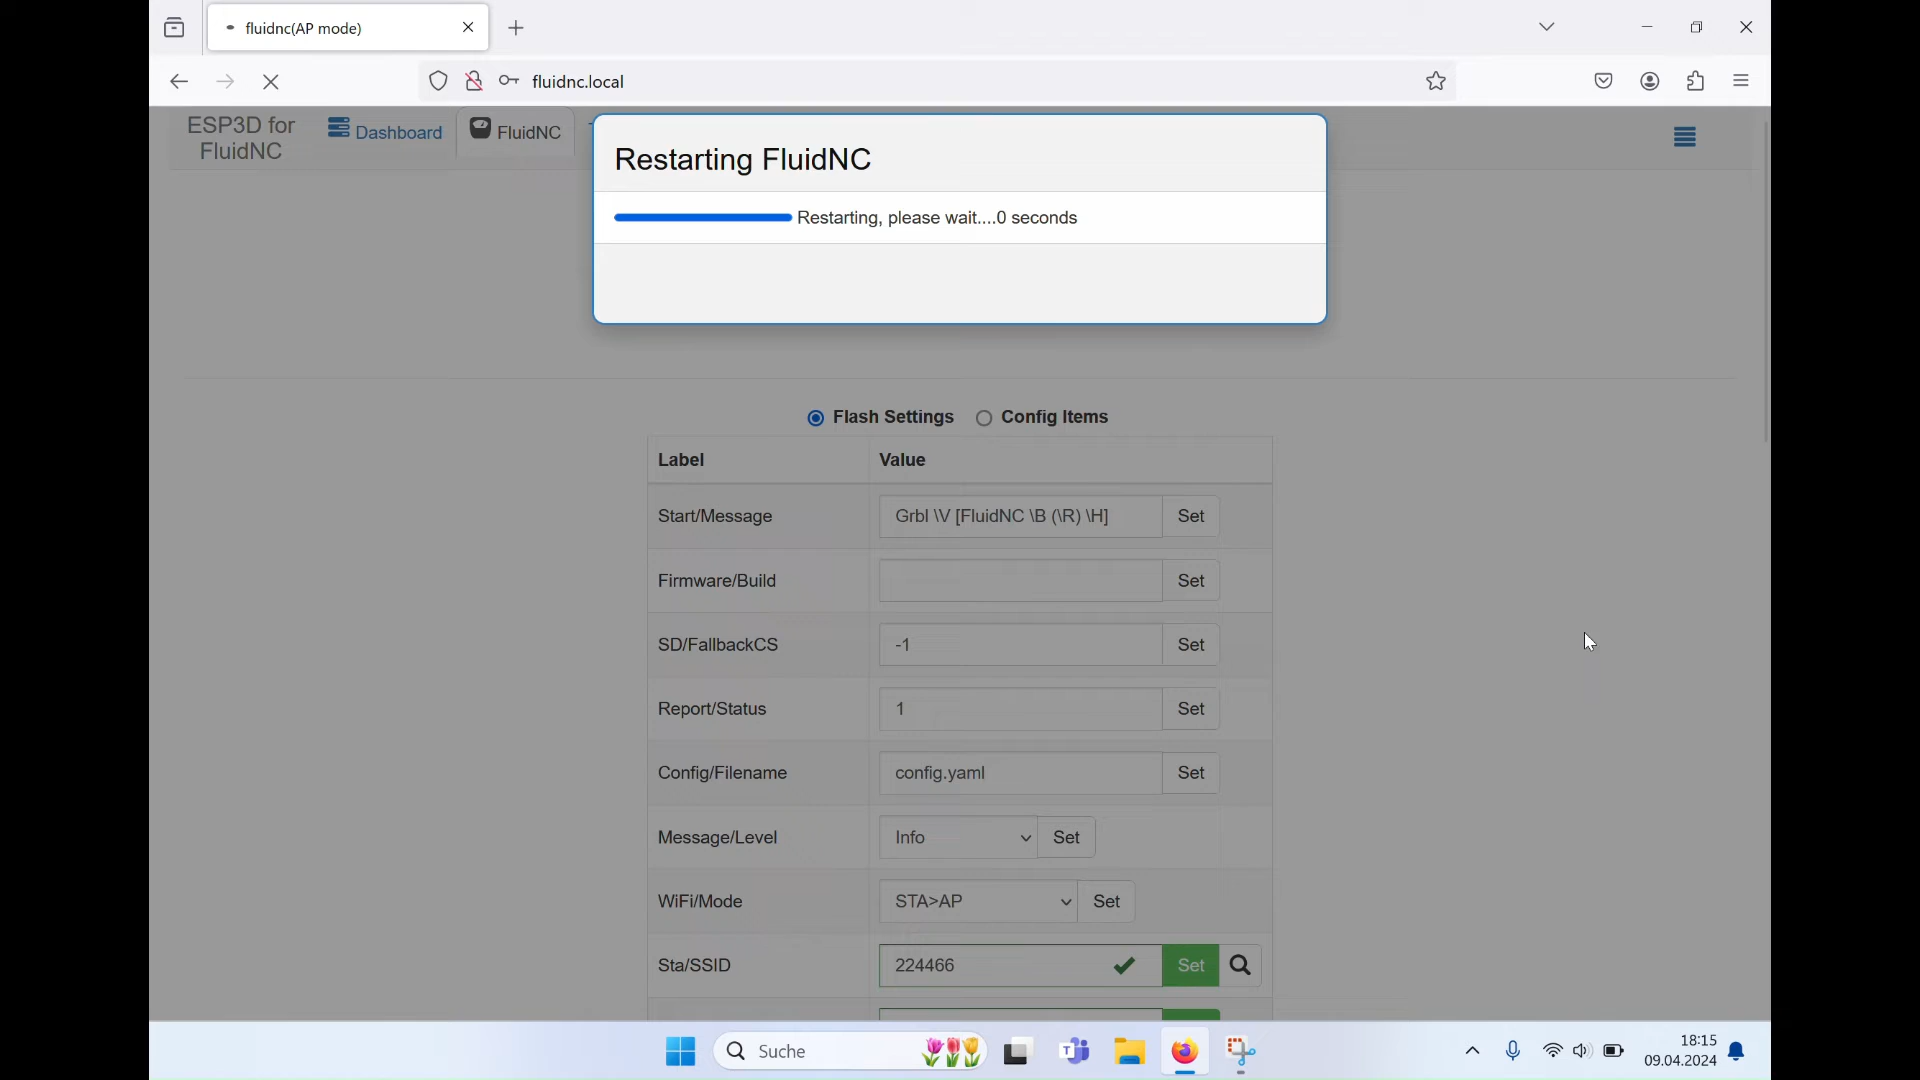 fluidnc(AP mode)
fluidnc.local
ESP3D for
FluidNC
Dashboard
FluidNC
Restarting FluidNC
Restarting, please wait....0 seconds
Flash Settings
Config Items
Label Value
Start/Message Grbl \V [FluidNC \B (\R) \H] Set
Firmware/Build Set
SD/FallbackCS -1 Set
Report/Status 1 Set
Config/Filename config.yaml Set
Message/Level Info Set
WiFi/Mode STA>AP Set
Sta/SSID 224466 Set
Suche
18:15
09.04.2024